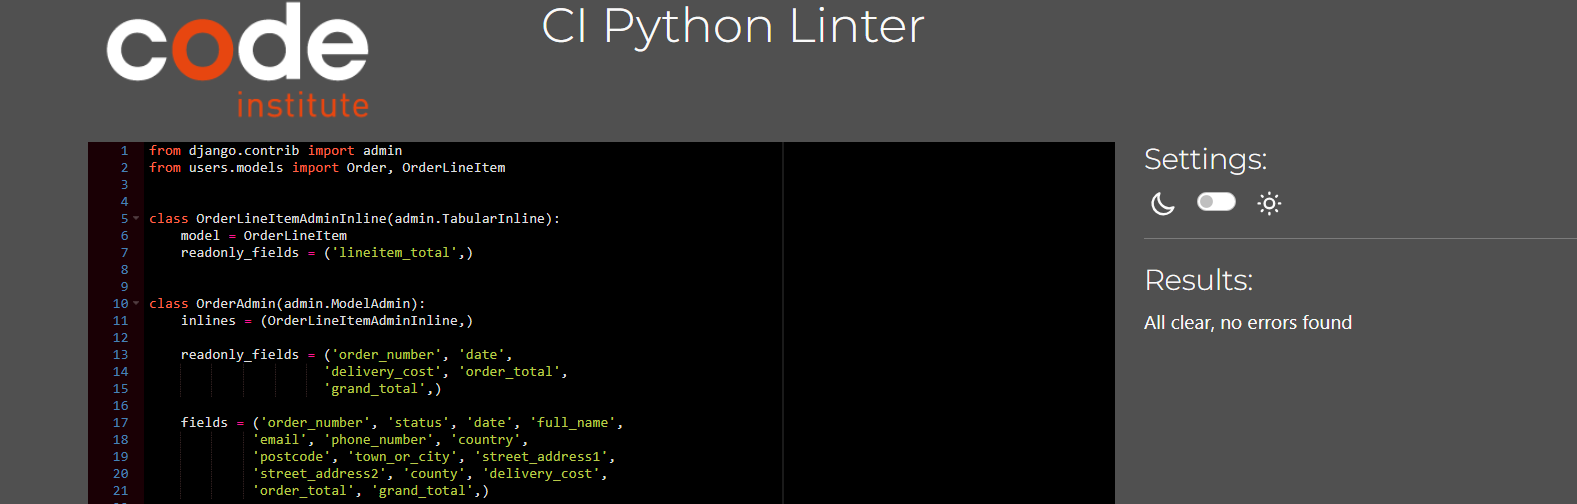 code
institute
CI Python Linter
1 from django.contrib import admin
2 from users.models import Order, OrderLineItem
3
4
5 class OrderLineItemAdminInline(admin.TabularInline):
6     model = OrderLineItem
7     readonly_fields = ('lineitem_total',)
8
9
10 class OrderAdmin(admin.ModelAdmin):
11     inlines = (OrderLineItemAdminInline,)
12
13     readonly_fields = ('order_number', 'date',
14                       'delivery_cost', 'order_total',
15                       'grand_total',)
16
17     fields = ('order_number', 'status', 'date', 'full_name',
18              'email', 'phone_number', 'country',
19              'postcode', 'town_or_city', 'street_address1',
20              'street_address2', 'county', 'delivery_cost',
21              'order_total', 'grand_total',)
Settings:
Results:
All clear, no errors found